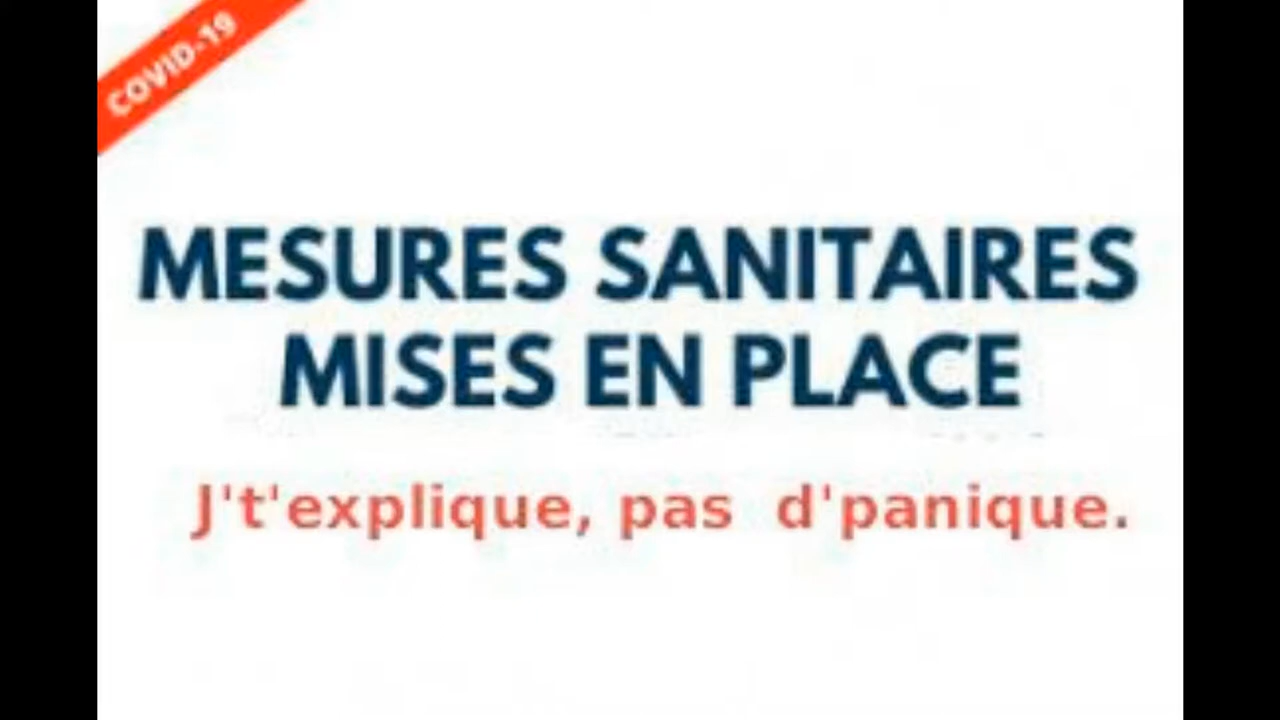 COVID-19
MESURES SANITAIRES
MISES EN PLACE
J't'explique, pas d'panique.